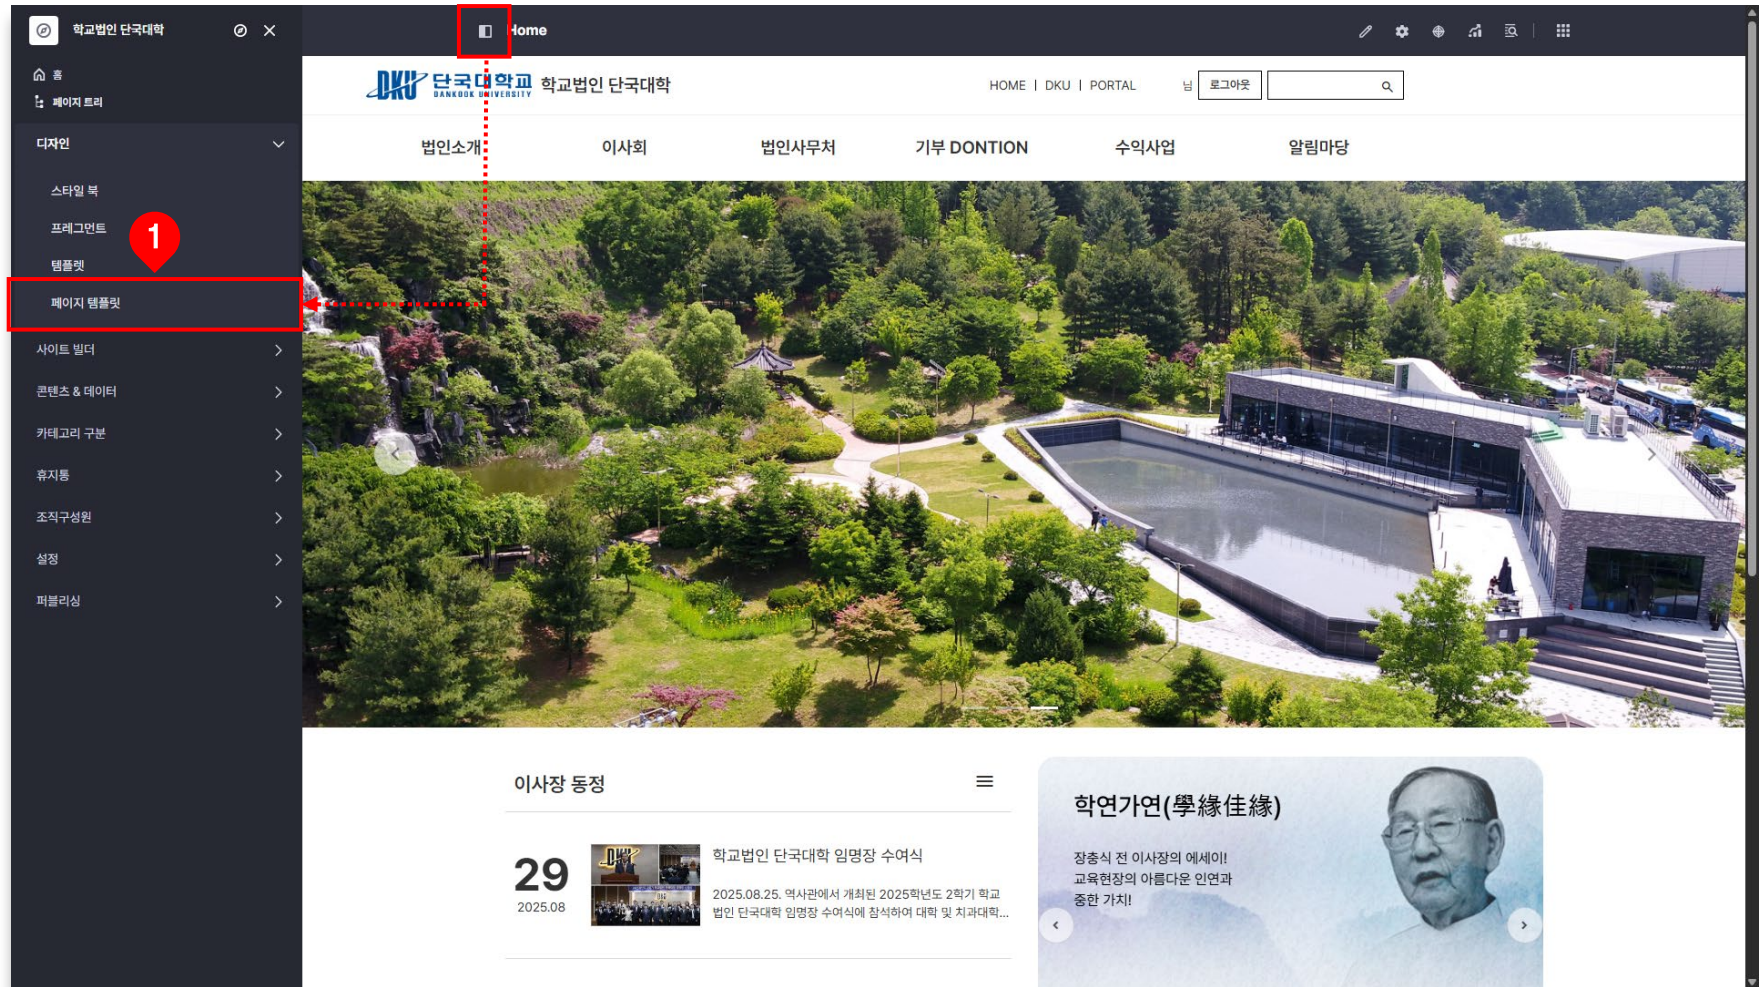 학교법인 단국대학
Home
홈
페이지 트리
디자인
스타일 북
프레그먼트
1
템플렛
페이지 템플릿
사이트 빌더
콘텐츠 & 데이터
카테고리 구분
휴지통
조직구성원
설정
퍼블리싱
DKU 단국대학교 학교법인 단국대학
DANKOOK UNIVERSITY
HOME | DKU | PORTAL 님 로그아웃
법인소개 이사회 법인사무처 기부 DONTION 수익사업 알림마당
이사장 동정
29
2025.08
학교법인 단국대학 임명장 수여식
2025.08.25. 역사관에서 개최된 2025학년도 2학기 학교
법인 단국대학 임명장 수여식에 참석하여 대학 및 치과대학...
학연가연(學緣佳緣)
장충식 전 이사장의 에세이!
교육현장의 아름다운 인연과
중한 가치!